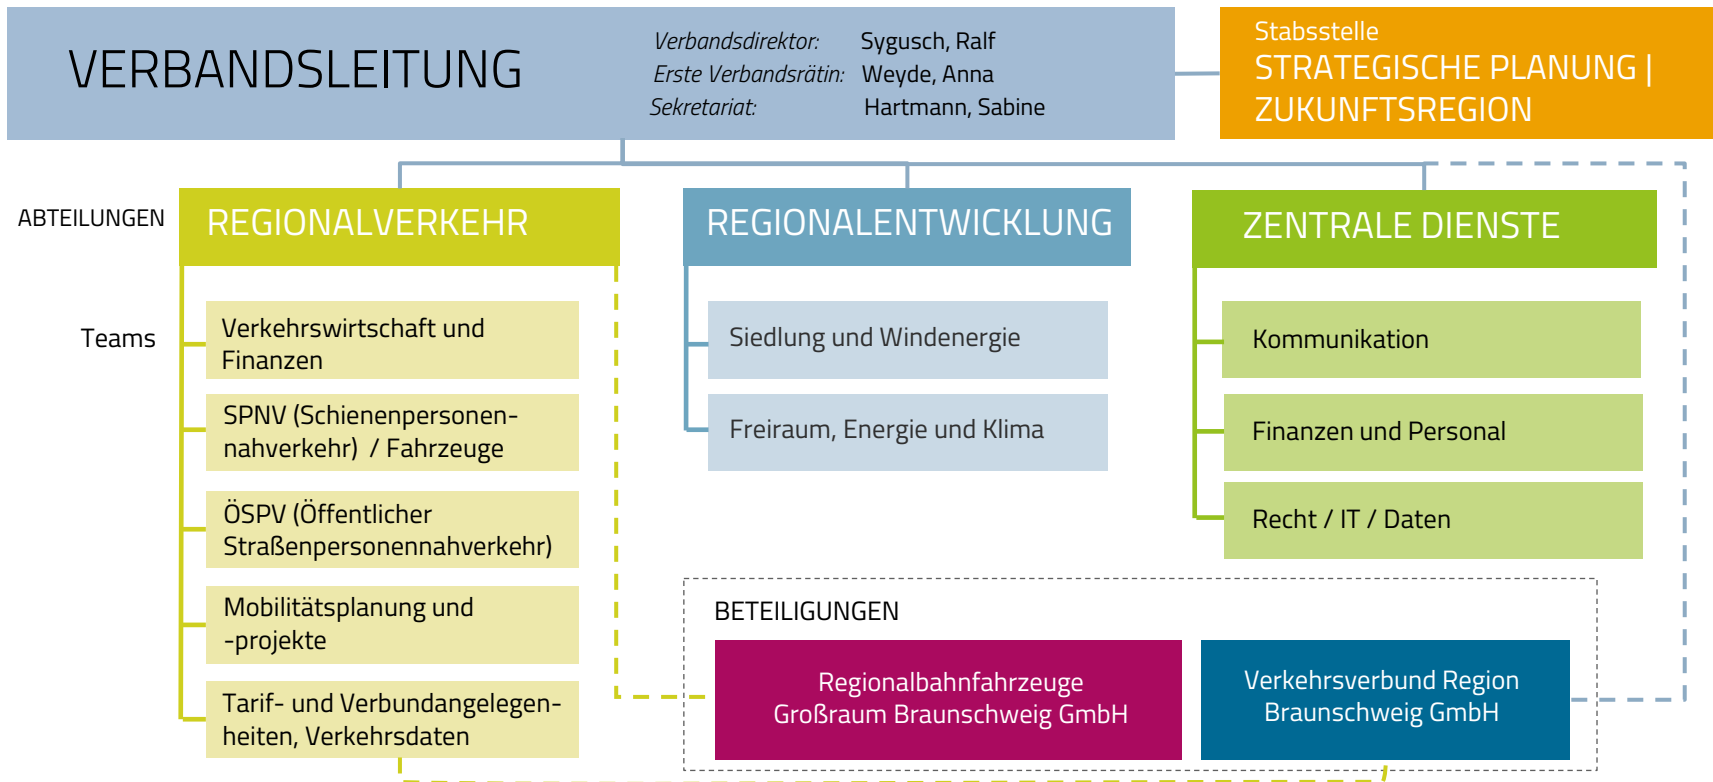 VERBANDSLEITUNG
Verbandsdirektor: Sygusch, Ralf
Erste Verbandsrätin: Weyde, Anna
Sekretariat: Hartmann, Sabine
Stabsstelle
STRATEGISCHE PLANUNG |
ZUKUNFTSREGION
ABTEILUNGEN
REGIONALVERKEHR
REGIONALENTWICKLUNG
ZENTRALE DIENSTE
Teams
Verkehrswirtschaft und
Finanzen
SPNV (Schienenpersonen-
nahverkehr) / Fahrzeuge
ÖSPV (Öffentlicher
Straßenpersonennahverkehr)
Mobilitätsplanung und
-projekte
Tarif- und Verbundangelegen-
heiten, Verkehrsdaten
Siedlung und Windenergie
Freiraum, Energie und Klima
Kommunikation
Finanzen und Personal
Recht / IT / Daten
BETEILIGUNGEN
Regionalbahnfahrzeuge
Großraum Braunschweig GmbH
Verkehrsverbund Region
Braunschweig GmbH